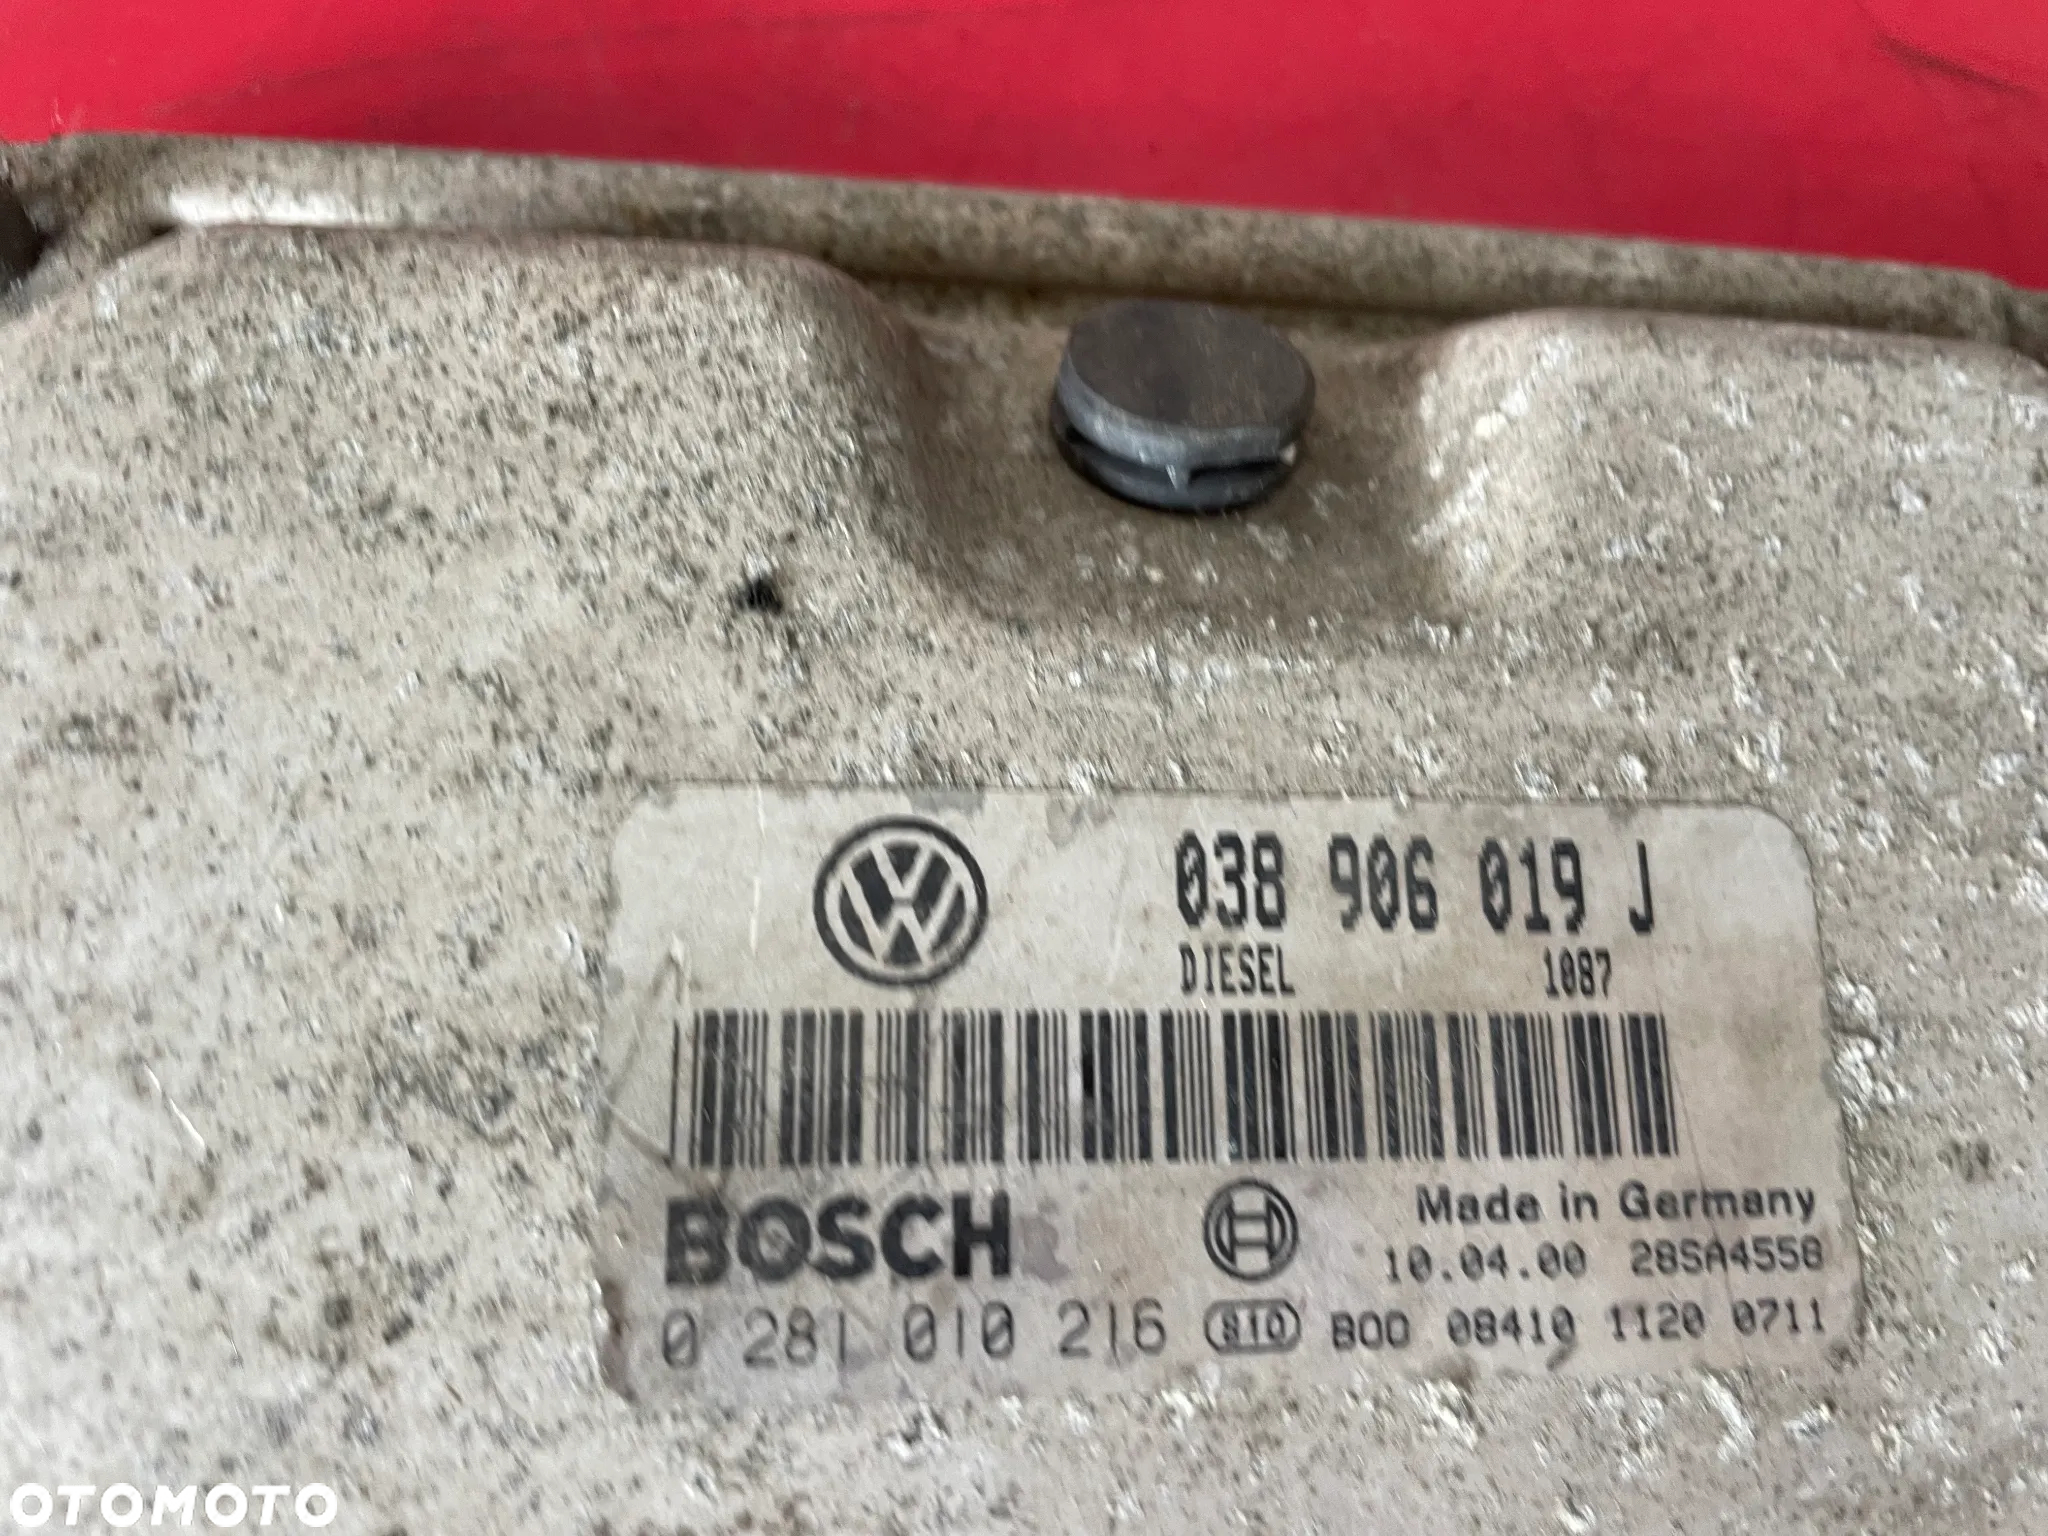 038 906 019 J
DIESEL 1087
BOSCH
Made in Germany
10.04.00 28SA4558
0 281 010 216 S10 BOD 08410 1120 0711
OTOMOTO